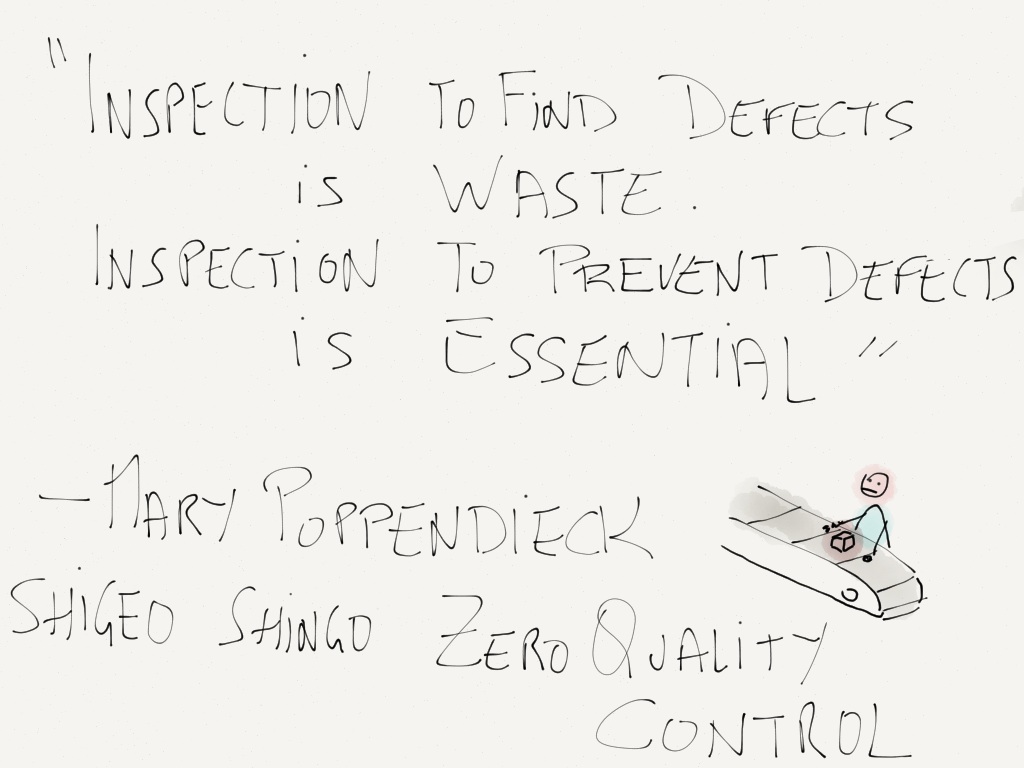 "INSPECTION TO FIND DEFECTS
is WASTE.
INSPECTION TO PREVENT DEFECTS
is ESSENTIAL"
— MARY POPPENDIECK
SHIGEO SHINGO ZERO QUALITY
CONTROL